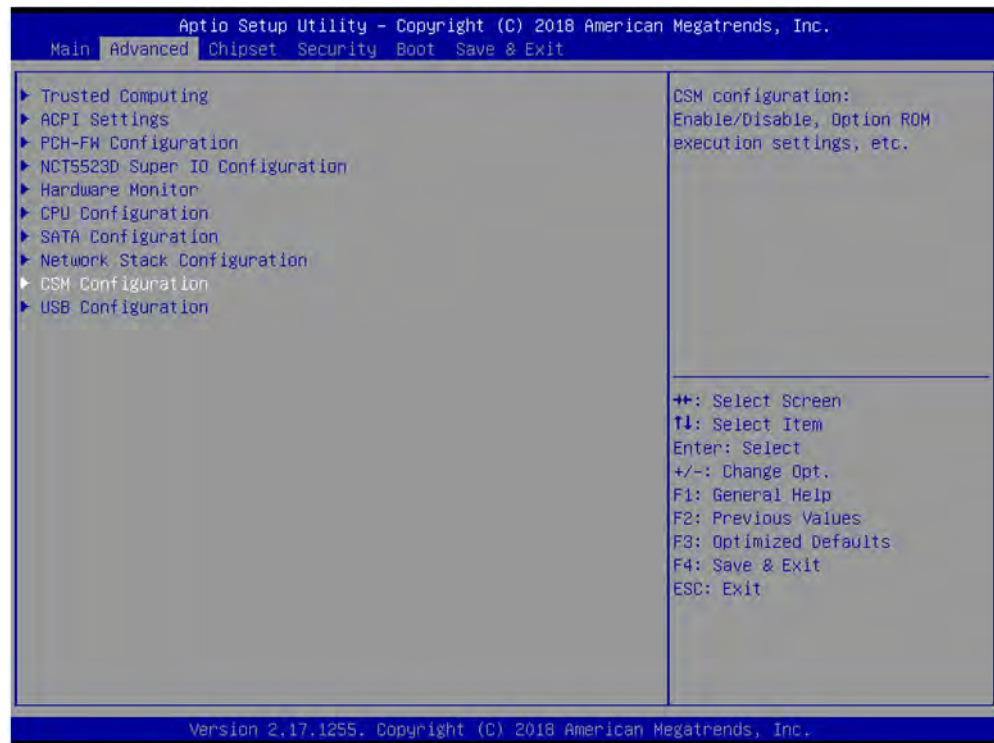 Aptio Setup Utility – Copyright (C) 2018 American Megatrends, Inc.
Main Advanced Chipset Security Boot Save & Exit
▶ Trusted Computing
▶ ACPI Settings
▶ PCH-FW Configuration
▶ NCT5523D Super IO Configuration
▶ Hardware Monitor
▶ CPU Configuration
▶ SATA Configuration
▶ Network Stack Configuration
▶ CSM Configuration
▶ USB Configuration
CSM configuration:
Enable/Disable, Option ROM
execution settings, etc.
→←: Select Screen
↑↓: Select Item
Enter: Select
+/-: Change Opt.
F1: General Help
F2: Previous Values
F3: Optimized Defaults
F4: Save & Exit
ESC: Exit
Version 2.17.1255. Copyright (C) 2018 American Megatrends, Inc.